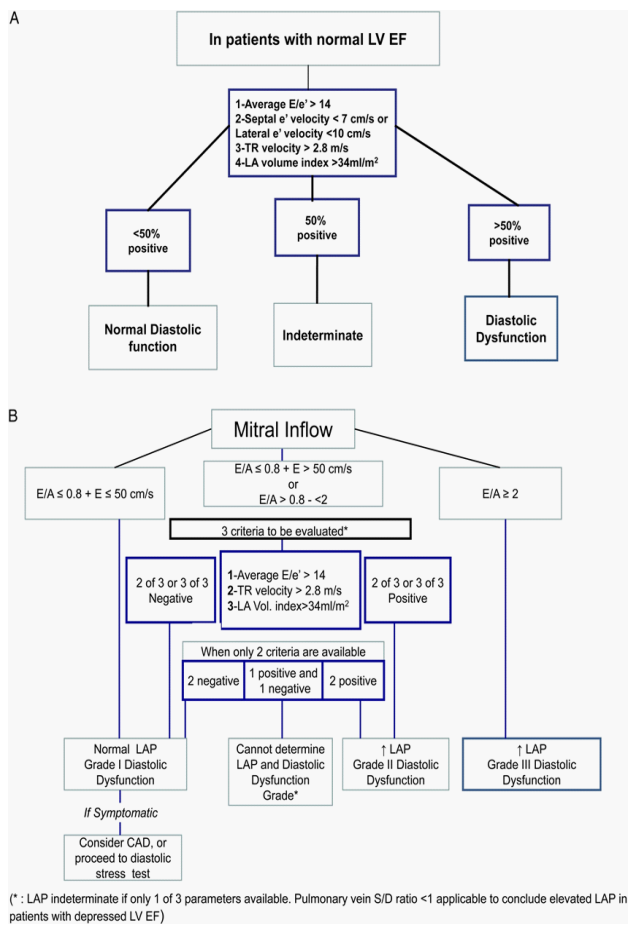 A
In patients with normal LV EF
1-Average E/e’ > 14
2-Septal e’ velocity < 7 cm/s or
Lateral e’ velocity <10 cm/s
3-TR velocity > 2.8 m/s
4-LA volume index >34ml/m²
<50%
positive
50%
positive
>50%
positive
Normal Diastolic
function
Indeterminate
Diastolic
Dysfunction
B
Mitral Inflow
E/A ≤ 0.8 + E ≤ 50 cm/s
E/A ≤ 0.8 + E > 50 cm/s
or
E/A > 0.8 - <2
E/A ≥ 2
3 criteria to be evaluated*
2 of 3 or 3 of 3
Negative
1-Average E/e’ > 14
2-TR velocity > 2.8 m/s
3-LA Vol. index>34ml/m²
2 of 3 or 3 of 3
Positive
When only 2 criteria are available
2 negative
1 positive and
1 negative
2 positive
Normal LAP
Grade I Diastolic
Dysfunction
Cannot determine
LAP and Diastolic
Dysfunction
Grade*
↑ LAP
Grade II Diastolic
Dysfunction
↑ LAP
Grade III Diastolic
Dysfunction
If Symptomatic
Consider CAD, or
proceed to diastolic
stress test
(* : LAP indeterminate if only 1 of 3 parameters available. Pulmonary vein S/D ratio <1 applicable to conclude elevated LAP in
patients with depressed LV EF)